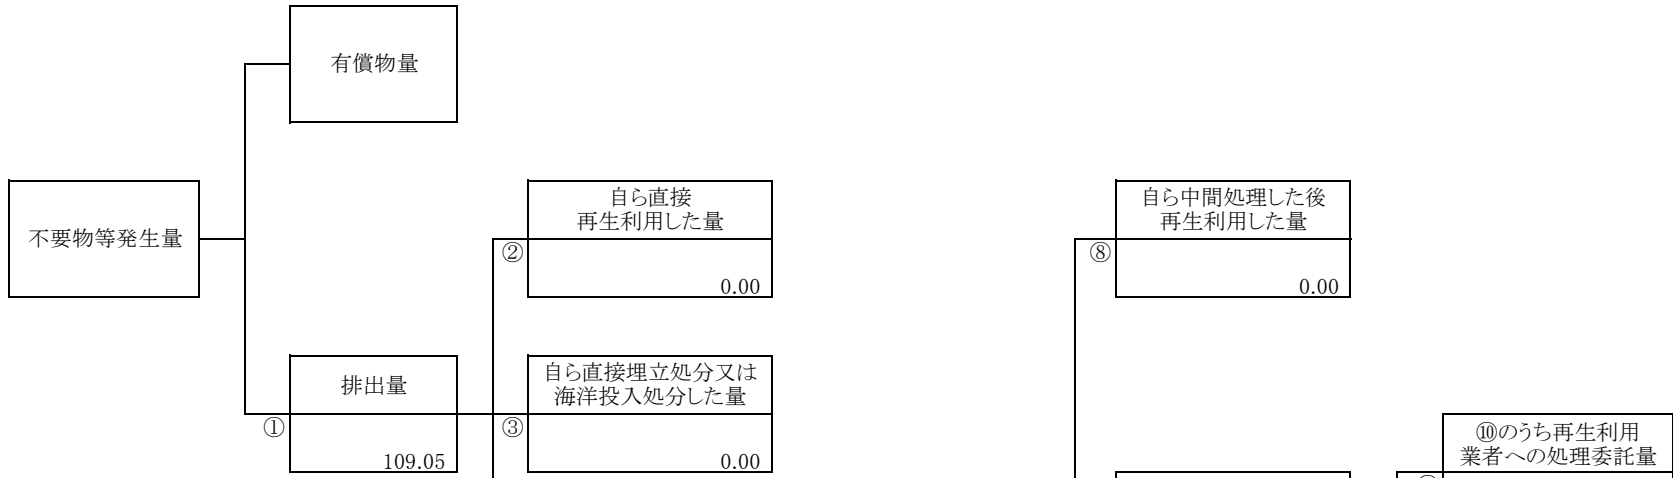 有償物量
不要物等発生量
自ら直接
再生利用した量
②
0.00
自ら中間処理した後
再生利用した量
⑧
0.00
排出量
①
109.05
自ら直接埋立処分又は
海洋投入処分した量
③
0.00
⑩のうち再生利用
業者への処理委託量